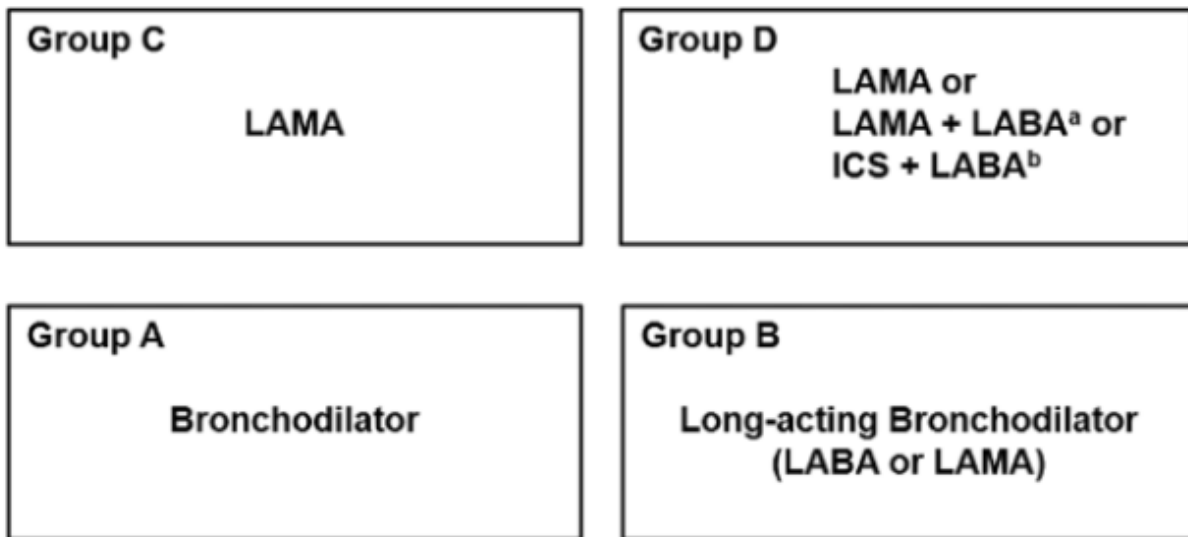 Group C
LAMA
Group D
LAMA or
LAMA + LABAᵃ or
ICS + LABAᵇ
Group A
Bronchodilator
Group B
Long-acting Bronchodilator
(LABA or LAMA)